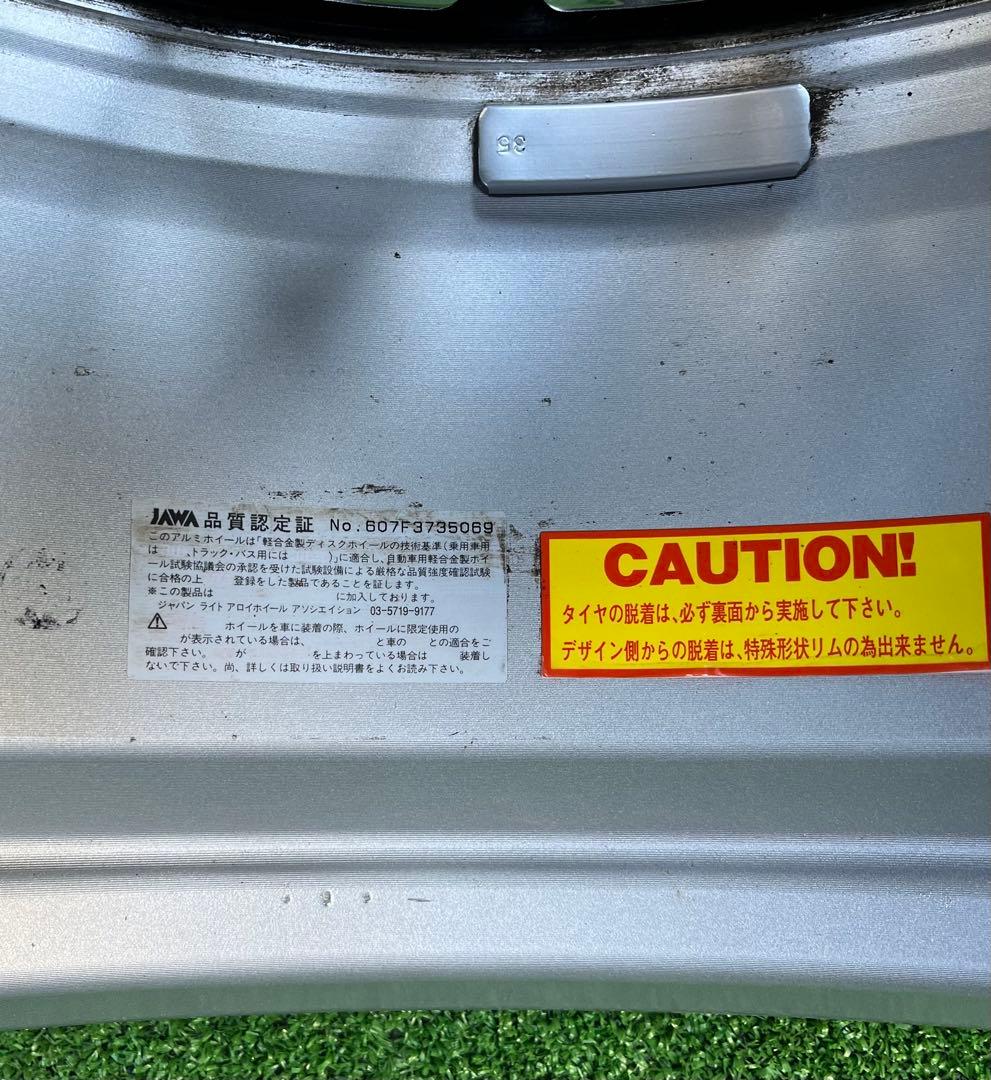 35
JAWA 品質認定証 No.607F3735069
このアルミホイールは「軽合金製ディスクホイールの技術基準(乗用車用
は 、トラック・バス用には )」に適合し、自動車用軽合金製ホイ
ール試験協議会の承認を受けた試験設備による厳格な品質強度確認試験
に合格の上 登録をした製品であることを証します。
※この製品は に加入しております。
ジャパン ライト アロイホイール アソシエイション 03-5719-9177
ホイールを車に装着の際、ホイールに限定使用の
が表示されている場合は、 と車の との適合をご
確認下さい。 が を上まわっている場合は 装着し
ないで下さい。尚、詳しくは取り扱い説明書をよくお読み下さい。
CAUTION!
タイヤの脱着は、必ず裏面から実施して下さい。
デザイン側からの脱着は、特殊形状リムの為出来ません。